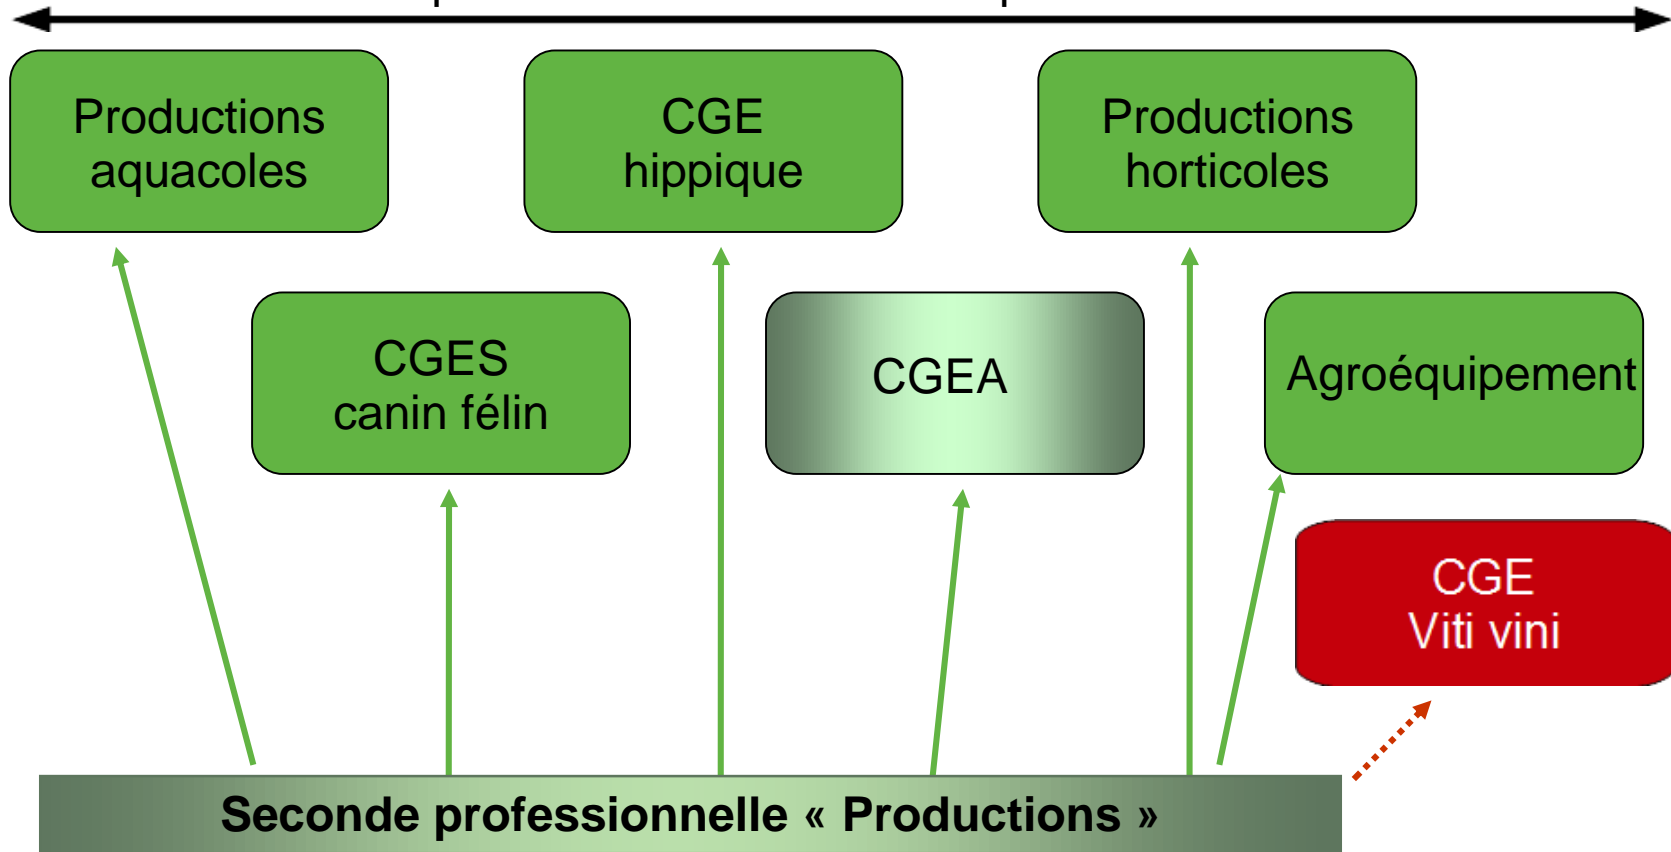 Productions
aquacoles
CGE
hippique
Productions
horticoles
CGES
canin félin
CGEA
Agroéquipement
CGE
Viti vini
Seconde professionnelle « Productions »